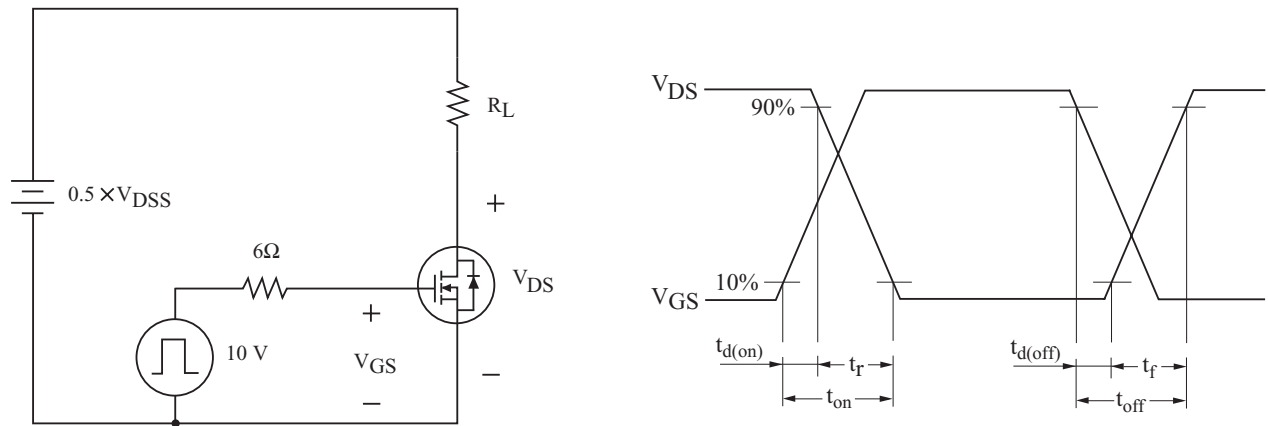 R_L
0.5 ×V_DSS
+
6Ω
V_DS
+
10 V
V_GS
−
−
V_DS
90%
10%
V_GS
t_d(on)
t_r
t_on
t_d(off)
t_f
t_off